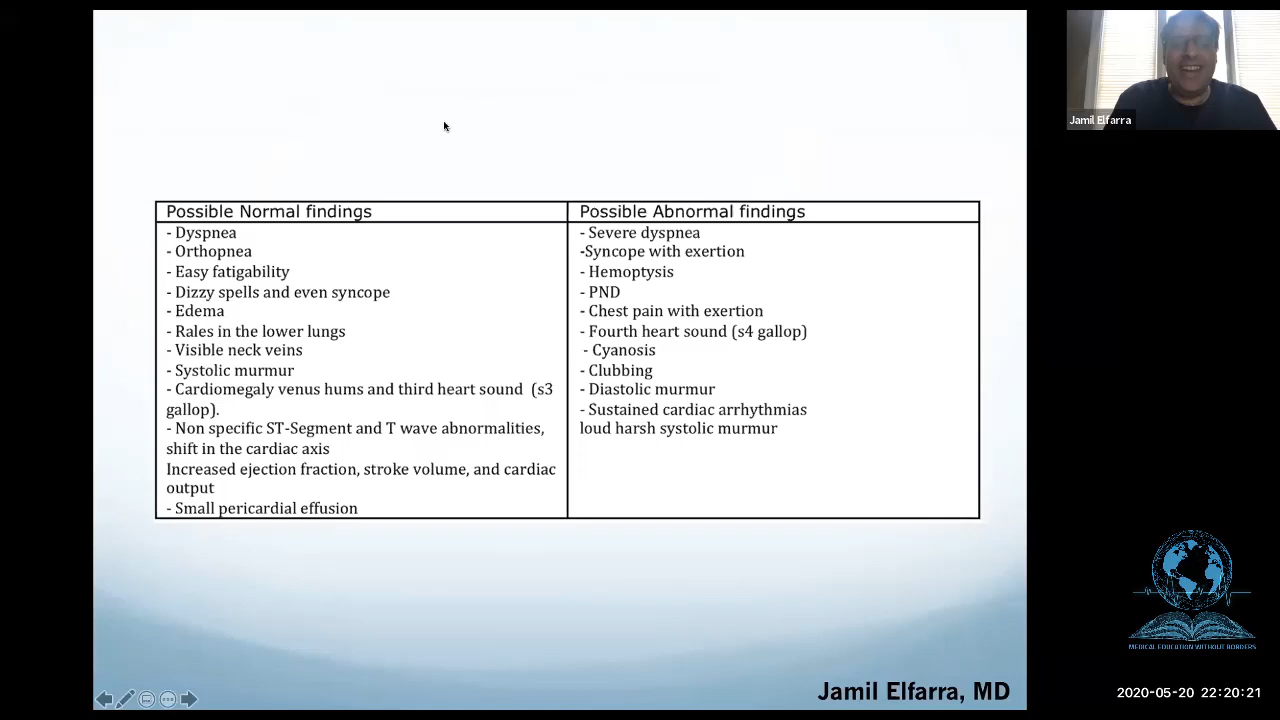 Jamil Elfarra
Possible Normal findings
- Dyspnea
- Orthopnea
- Easy fatigability
- Dizzy spells and even syncope
- Edema
- Rales in the lower lungs
- Visible neck veins
- Systolic murmur
- Cardiomegaly venus hums and third heart sound (s3
gallop).
- Non specific ST-Segment and T wave abnormalities,
shift in the cardiac axis
Increased ejection fraction, stroke volume, and cardiac
output
- Small pericardial effusion
Possible Abnormal findings
- Severe dyspnea
-Syncope with exertion
- Hemoptysis
- PND
- Chest pain with exertion
- Fourth heart sound (s4 gallop)
- Cyanosis
- Clubbing
- Diastolic murmur
- Sustained cardiac arrhythmias
loud harsh systolic murmur
MEDICAL EDUCATION WITHOUT BORDERS
Jamil Elfarra, MD
2020-05-20 22:20:21